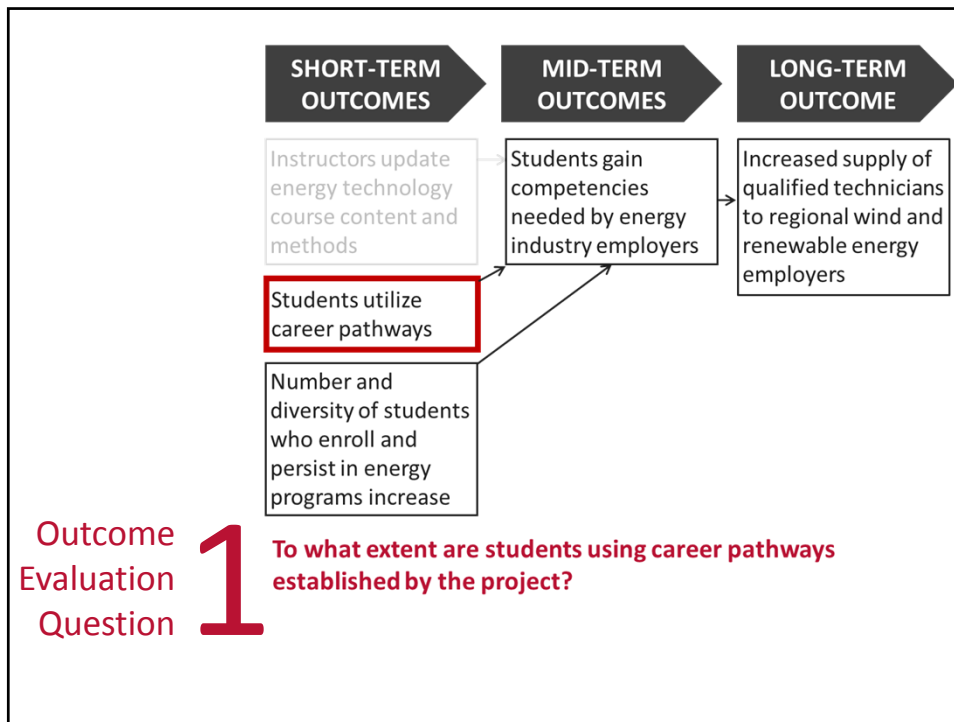 SHORT-TERM
OUTCOMES
MID-TERM
OUTCOMES
LONG-TERM
OUTCOME
Instructors update
energy technology
course content and
methods
Students utilize
career pathways
Number and
diversity of students
who enroll and
persist in energy
programs increase
Students gain
competencies
needed by energy
industry employers
Increased supply of
qualified technicians
to regional wind and
renewable energy
employers
Outcome
Evaluation
Question
1
To what extent are students using career pathways
established by the project?